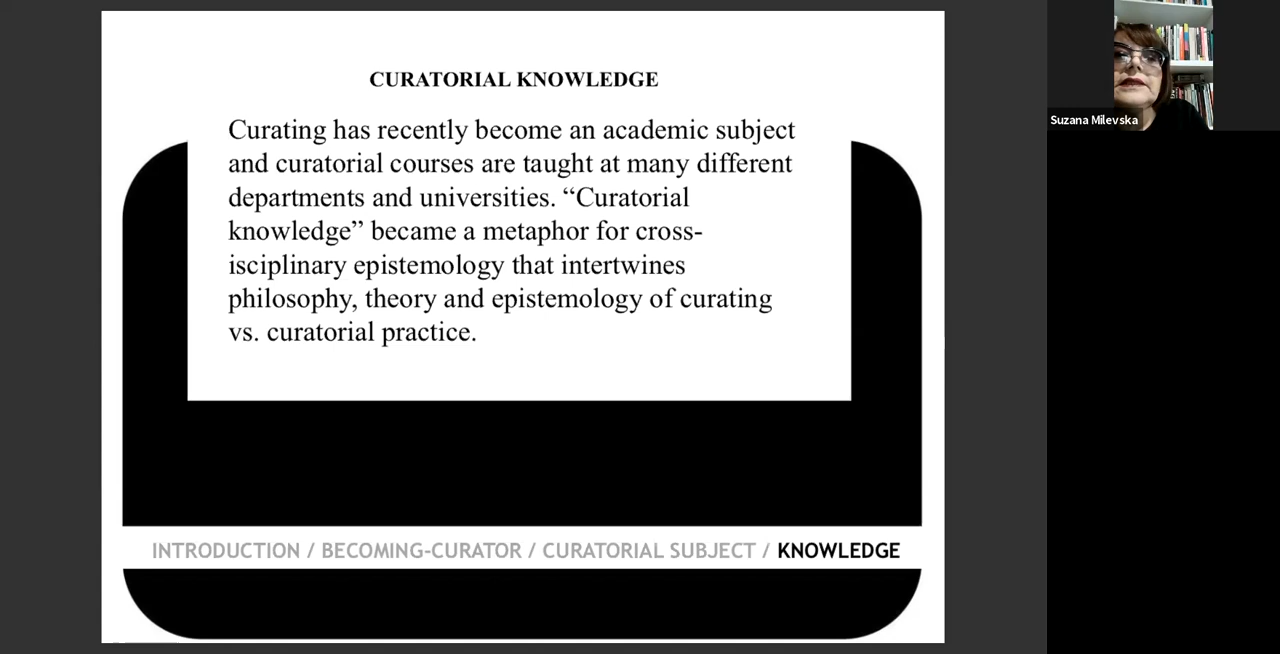 CURATORIAL KNOWLEDGE
Curating has recently become an academic subject
and curatorial courses are taught at many different
departments and universities. “Curatorial
knowledge” became a metaphor for cross-
isciplinary epistemology that intertwines
philosophy, theory and epistemology of curating
vs. curatorial practice.
INTRODUCTION / BECOMING-CURATOR / CURATORIAL SUBJECT / KNOWLEDGE
Suzana Milevska